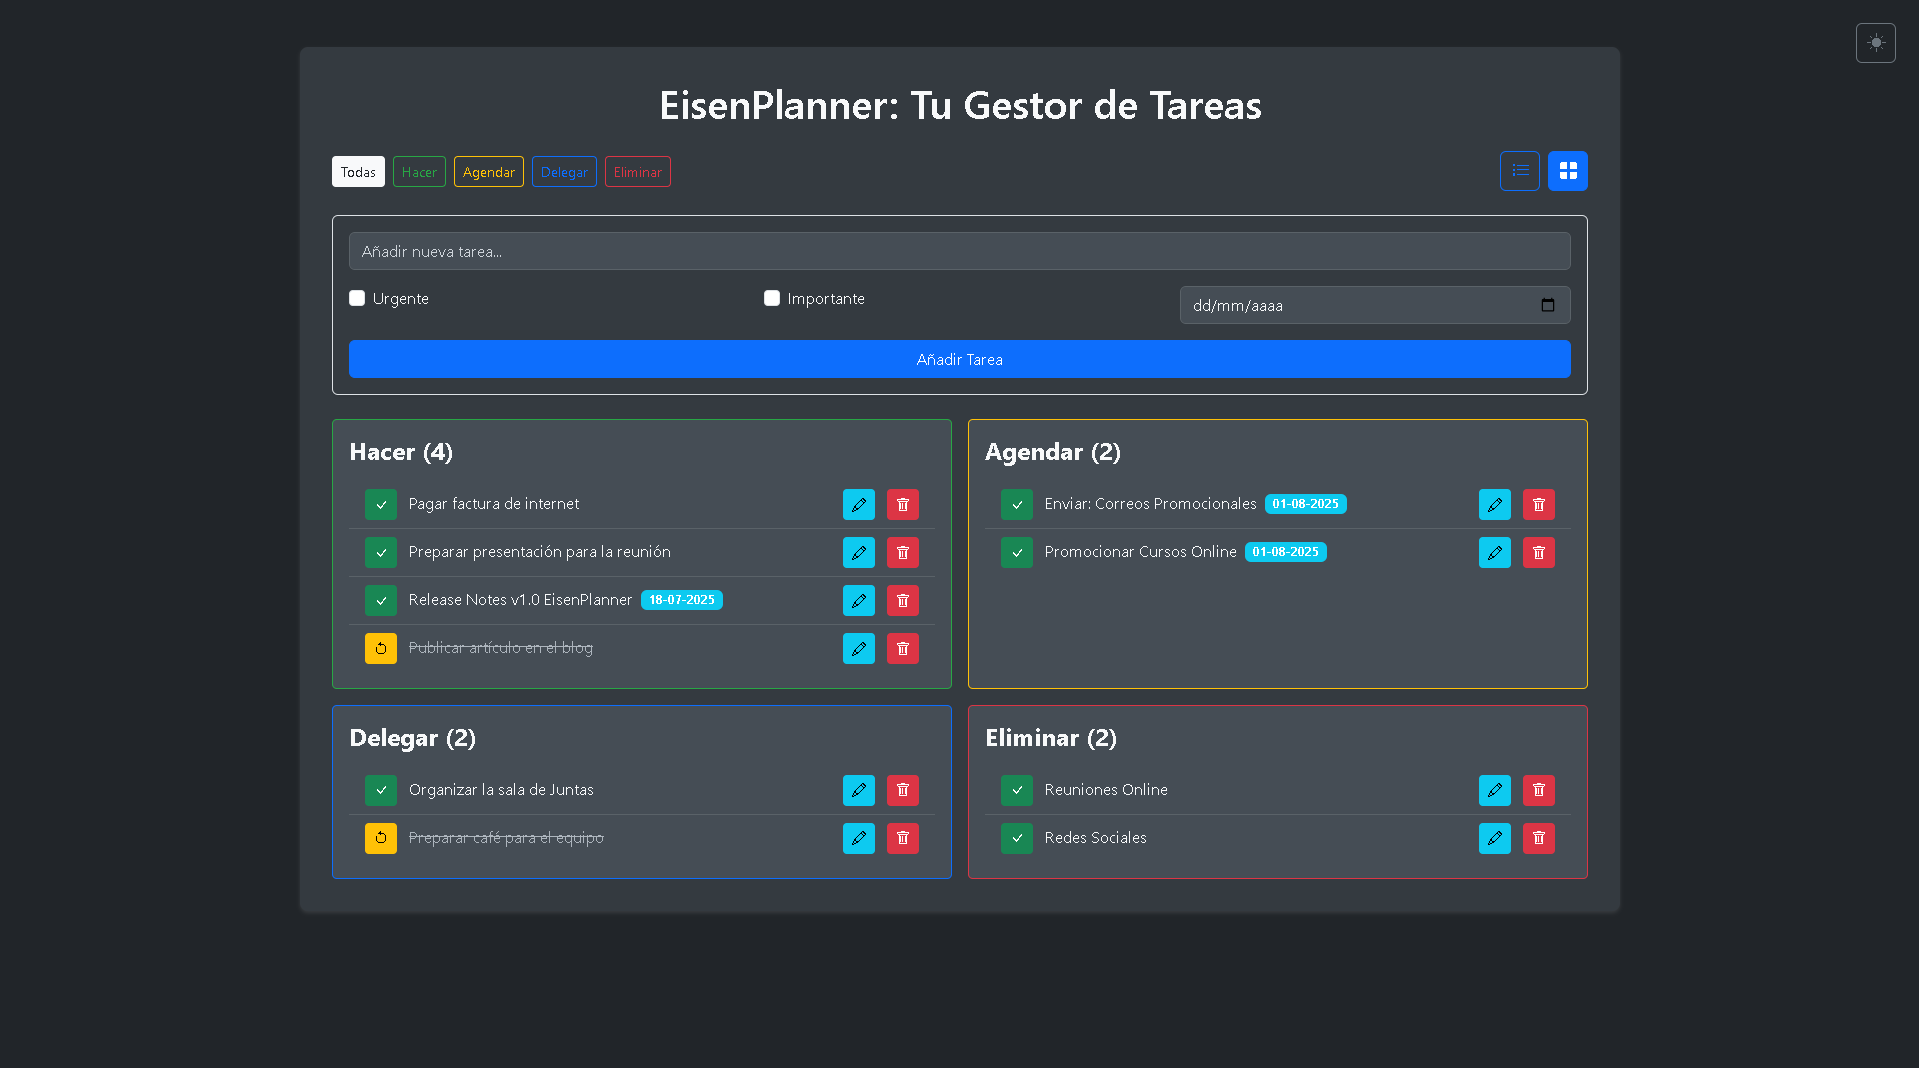 EisenPlanner: Tu Gestor de Tareas
Todas Hacer Agendar Delegar Eliminar
Añadir nueva tarea...
Urgente Importante dd/mm/aaaa
Añadir Tarea
Hacer (4)
Pagar factura de internet
Preparar presentación para la reunión
Release Notes v1.0 EisenPlanner 18-07-2025
Publicar artículo en el blog
Agendar (2)
Enviar: Correos Promocionales 01-08-2025
Promocionar Cursos Online 01-08-2025
Delegar (2)
Organizar la sala de Juntas
Preparar café para el equipo
Eliminar (2)
Reuniones Online
Redes Sociales